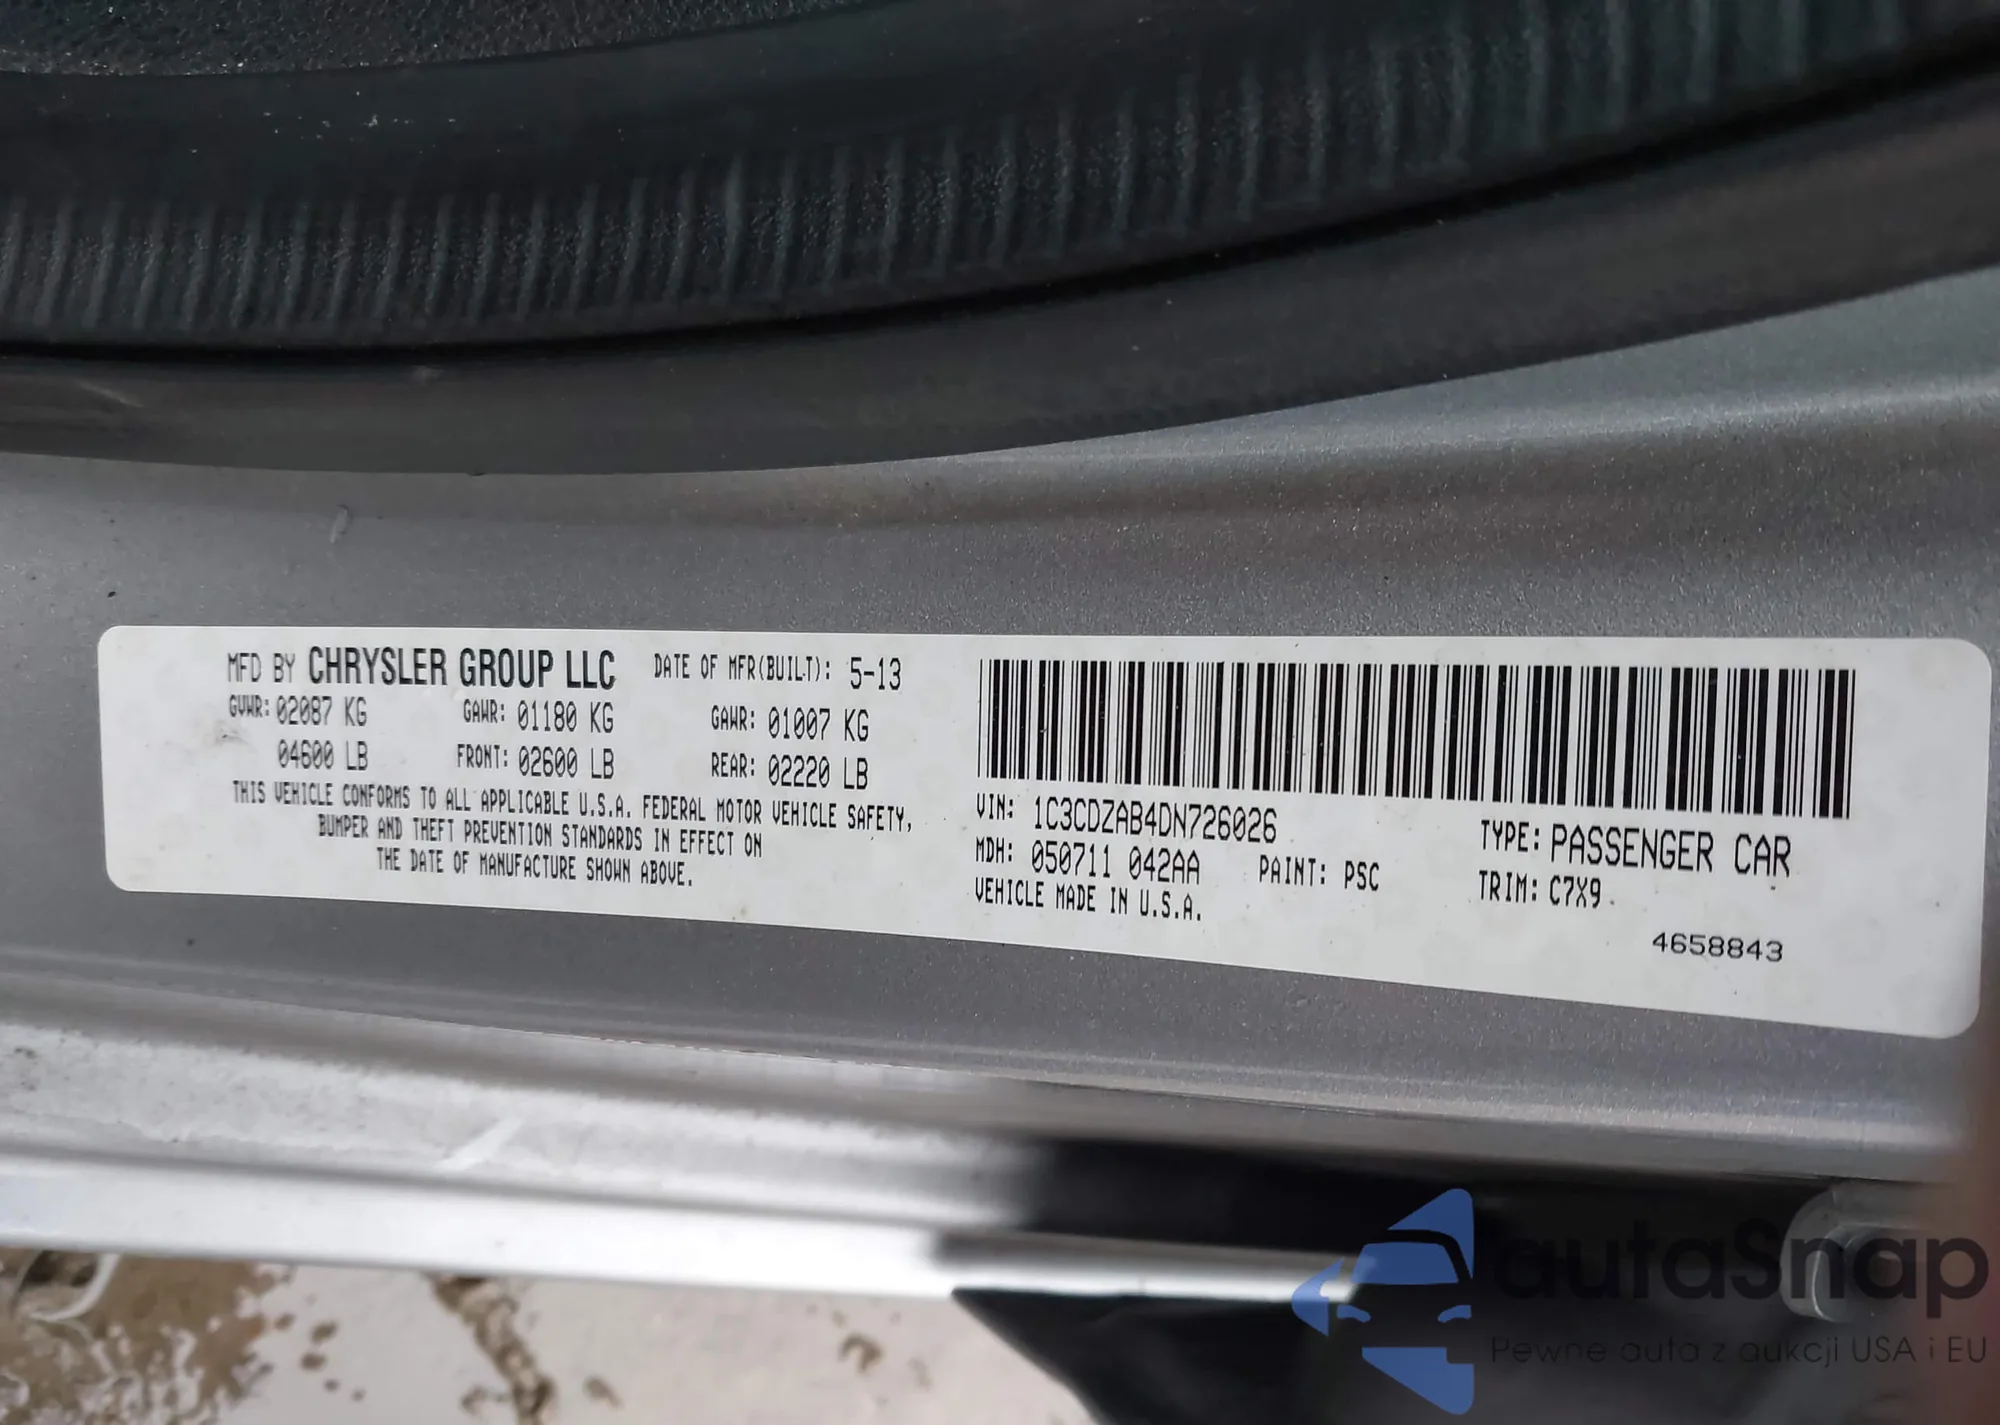 MFD BY CHRYSLER GROUP LLC DATE OF MFR(BUILT): 5-13
GVWR: 02087 KG GAWR: 01180 KG GAWR: 01007 KG
04600 LB FRONT: 02600 LB REAR: 02220 LB
THIS VEHICLE CONFORMS TO ALL APPLICABLE U.S.A. FEDERAL MOTOR VEHICLE SAFETY,
BUMPER AND THEFT PREVENTION STANDARDS IN EFFECT ON
THE DATE OF MANUFACTURE SHOWN ABOVE.
VIN: 1C3CDZAB4DN726026 TYPE: PASSENGER CAR
MDH: 050711 042AA PAINT: PSC TRIM: C7X9
VEHICLE MADE IN U.S.A.
4658843
autaSnap
Pewne auta z aukcji USA i EU